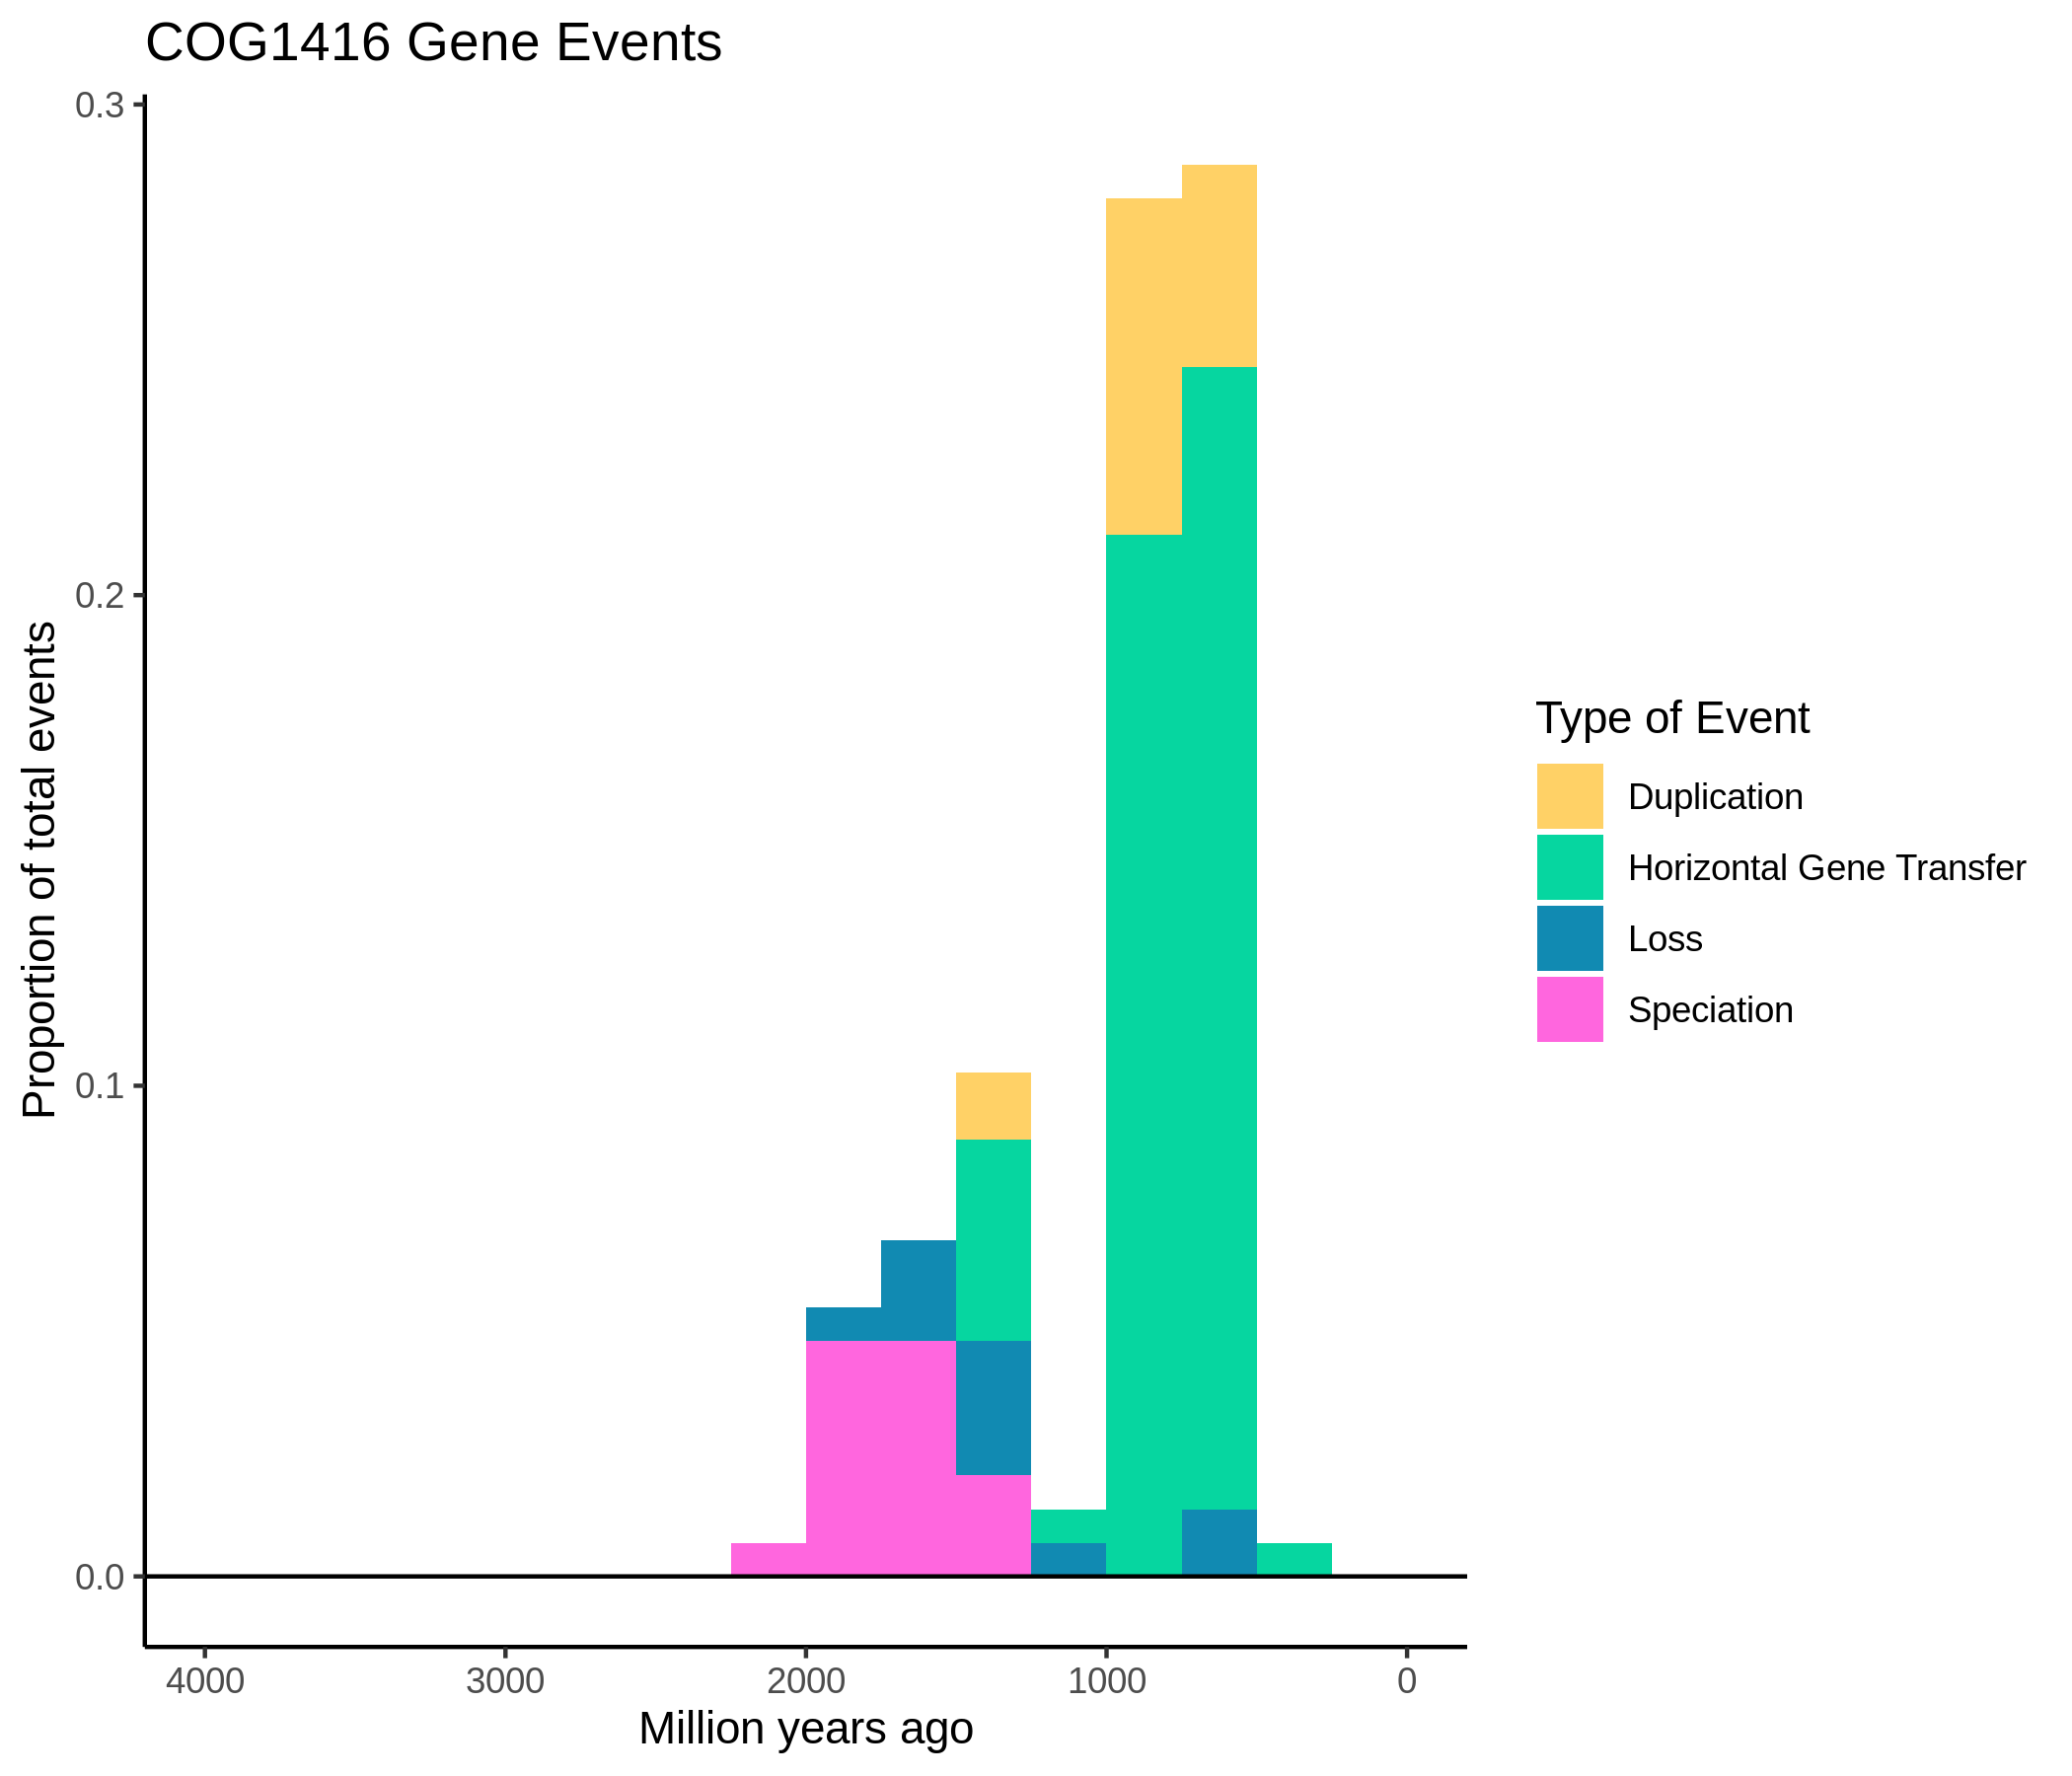 COG1416 Gene Events
0.3
0.2
0.1
0.0
Proportion of total events
4000 3000 2000 1000 0
Million years ago
Type of Event
Duplication
Horizontal Gene Transfer
Loss
Speciation